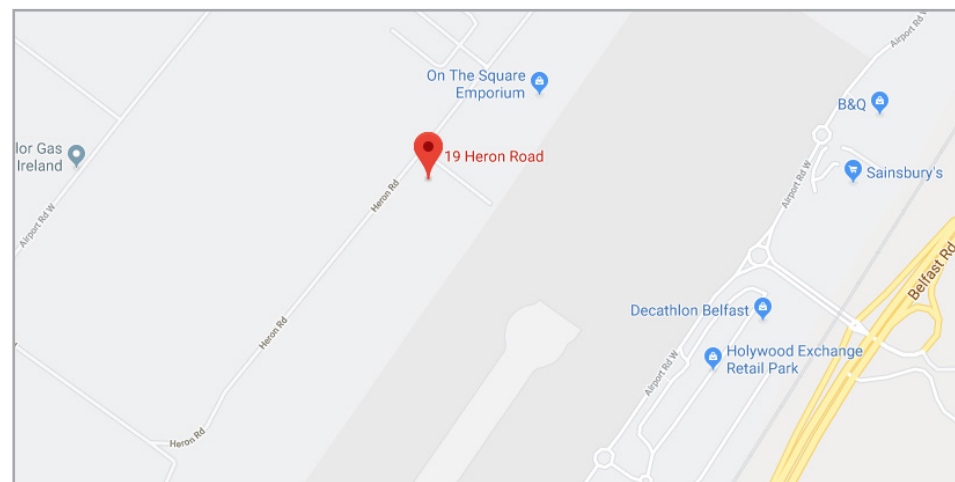 Airport Rd W
On The Square
Emporium
B&Q
lor Gas
Ireland
19 Heron Road
Sainsbury's
Heron Rd
Airport Rd W
Airport Rd W
Belfast Rd
Decathlon Belfast
Heron Rd
Holywood Exchange
Retail Park
Airport Rd W
Heron Rd